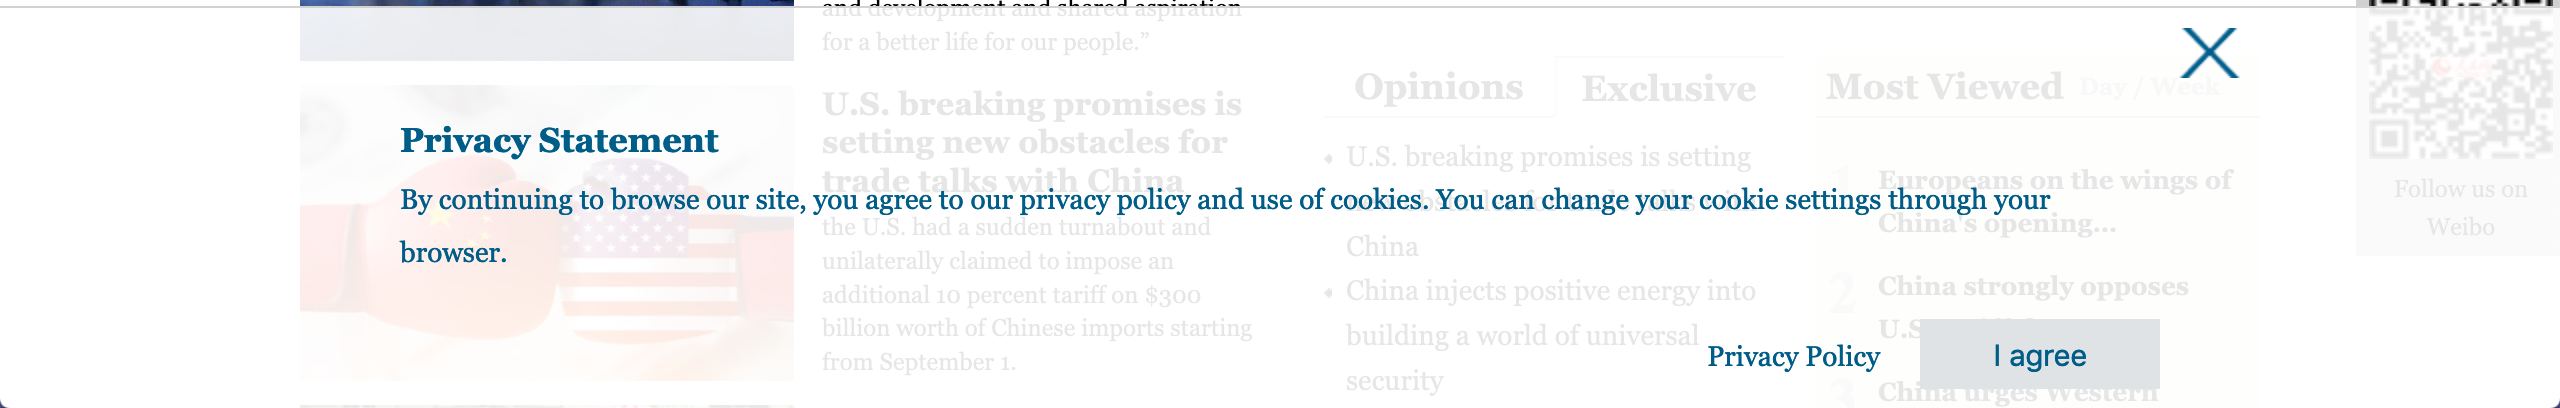 and development and shared aspiration
for a better life for our people.”
U.S. breaking promises is
setting new obstacles for
trade talks with China
the U.S. had a sudden turnabout and
unilaterally claimed to impose an
additional 10 percent tariff on $300
billion worth of Chinese imports starting
from September 1.
Opinions
Exclusive
U.S. breaking promises is setting
China
China injects positive energy into
building a world of universal
security
Most Viewed Day / Week
Europeans on the wings of
China's opening...
2 China strongly opposes
U.S.
3 China urges Western
Follow us on
Weibo
Privacy Statement
By continuing to browse our site, you agree to our privacy policy and use of cookies. You can change your cookie settings through your
browser.
Privacy Policy
I agree